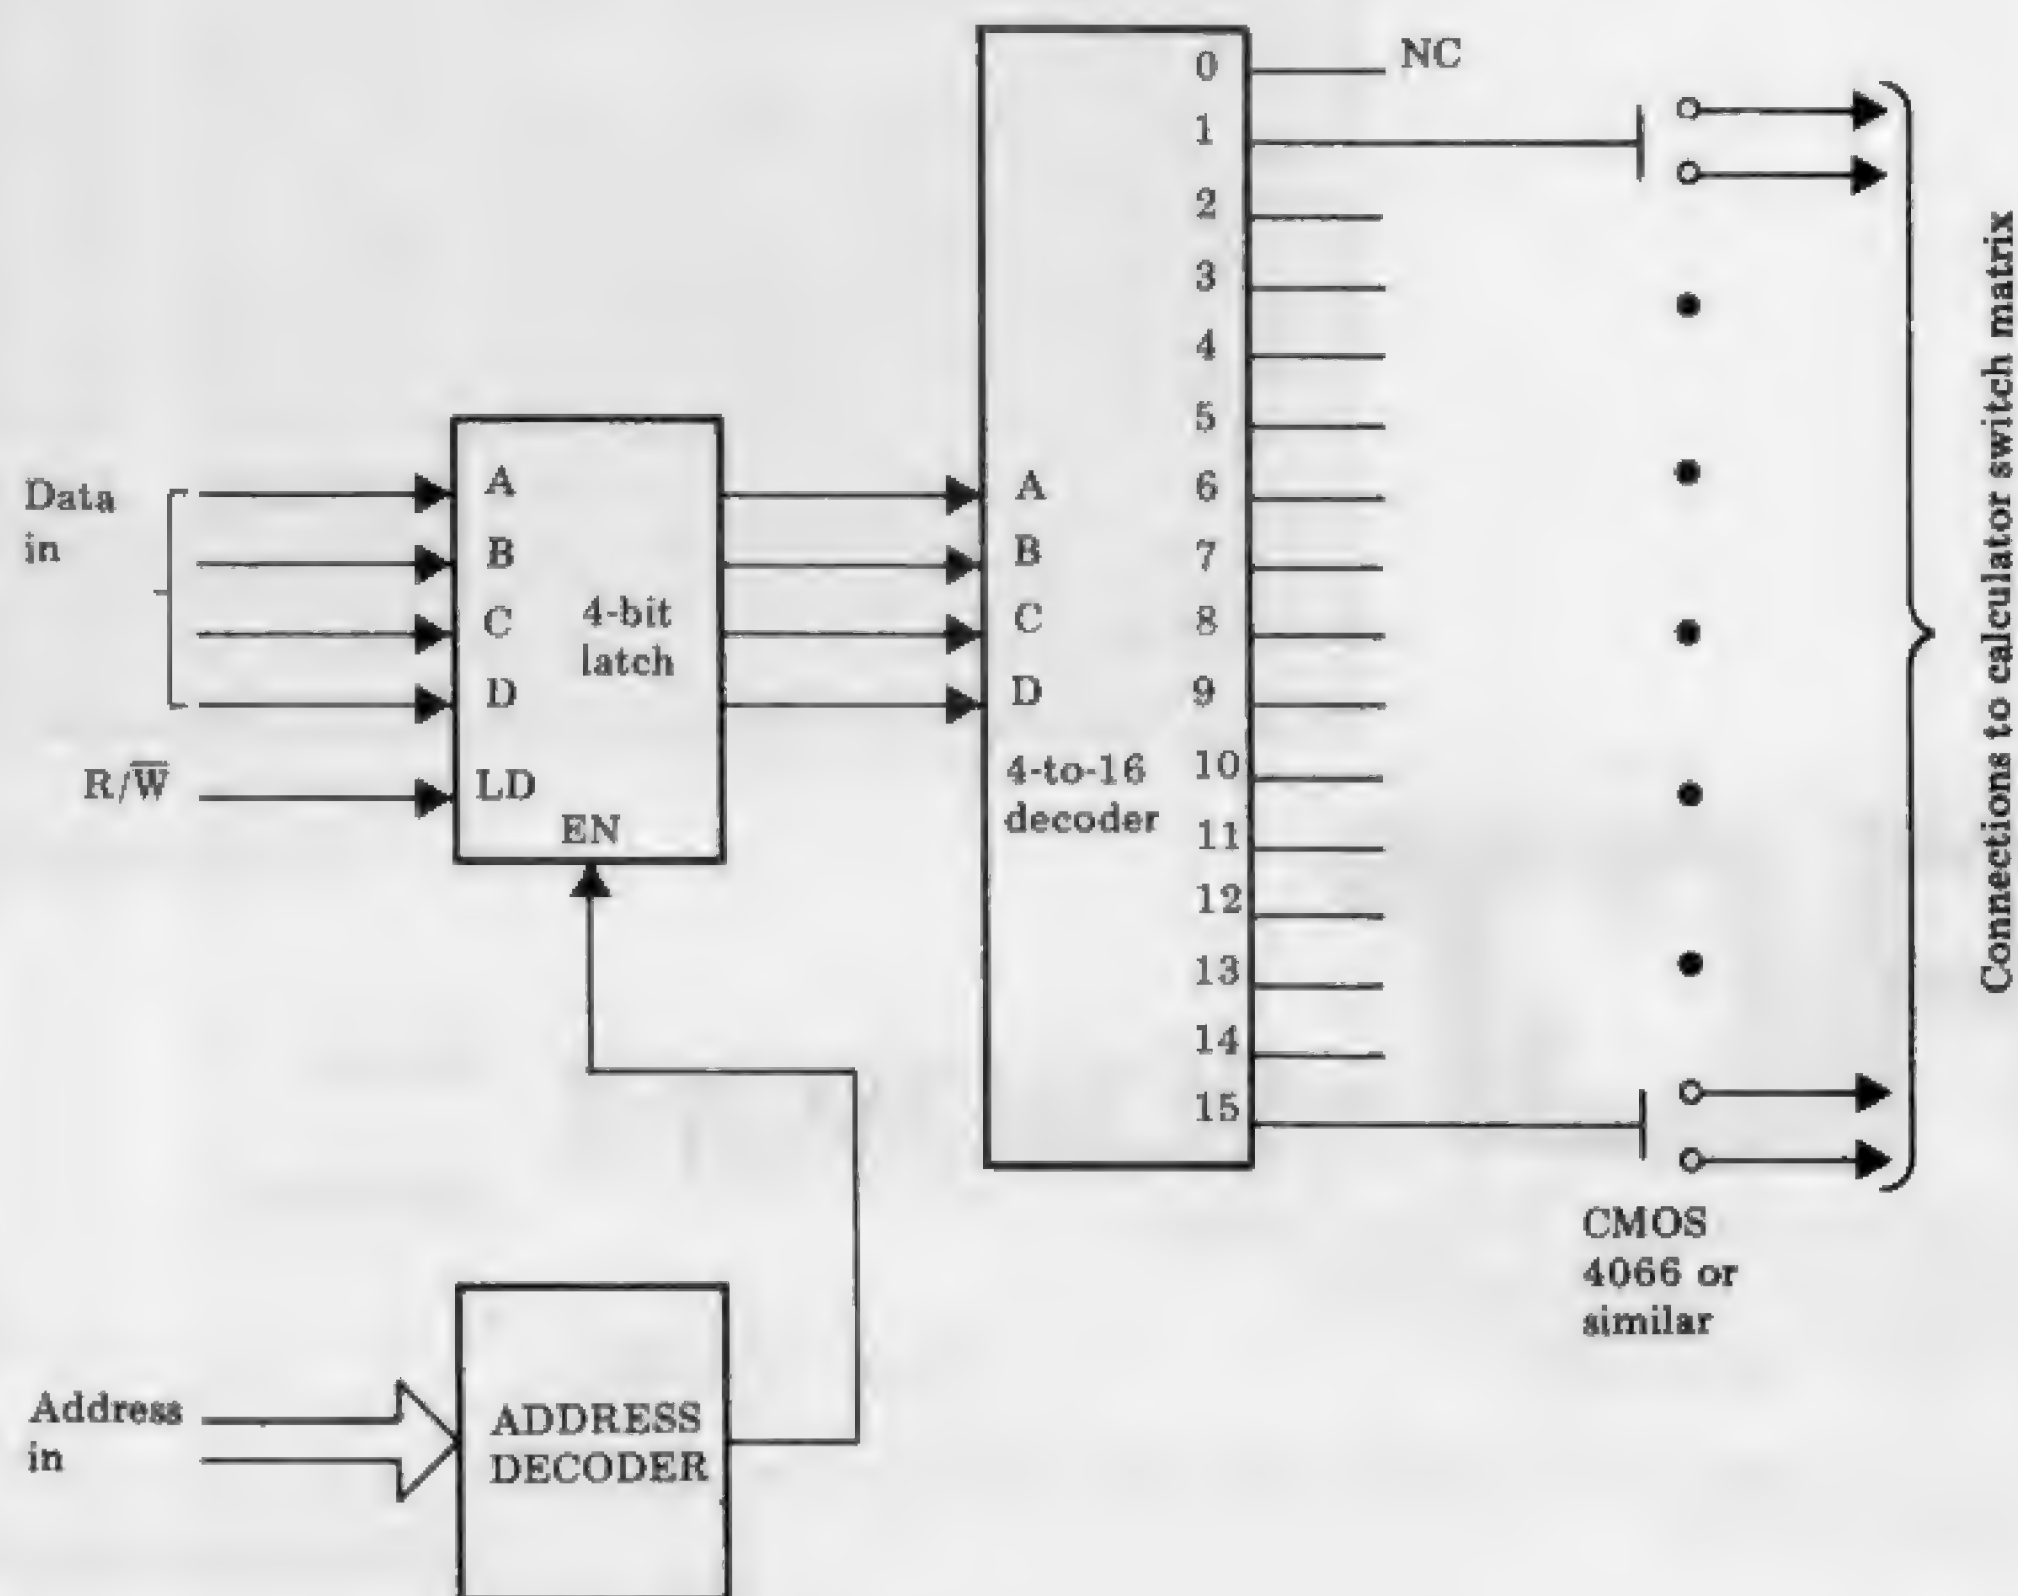 0
NC
1
2
3
4
5
6
7
8
9
10
11
12
13
14
15
A
B
C
D
4-to-16
decoder
Data
in
A
B
C
D
LD
EN
4-bit
latch
R/W̅
ADDRESS
DECODER
Address
in
CMOS
4066 or
similar
Connections to calculator switch matrix